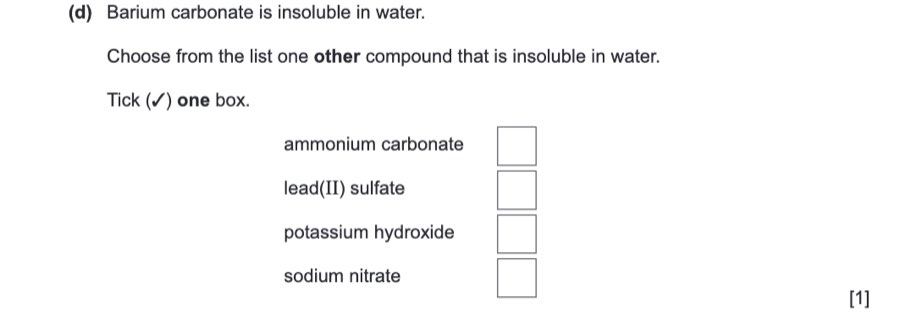 (d) Barium carbonate is insoluble in water.
Choose from the list one other compound that is insoluble in water.
Tick (✓) one box.
ammonium carbonate
lead(II) sulfate
potassium hydroxide
sodium nitrate
[1]